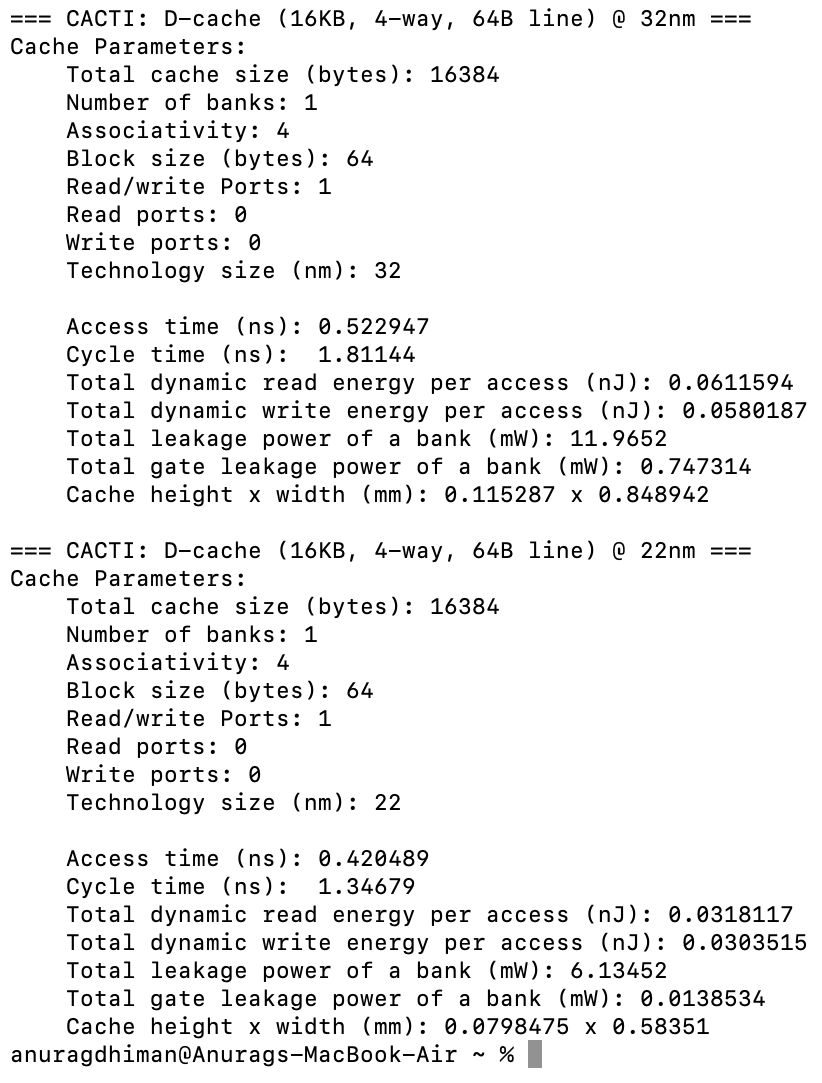 === CACTI: D-cache (16KB, 4-way, 64B line) @ 32nm ===
Cache Parameters:
    Total cache size (bytes): 16384
    Number of banks: 1
    Associativity: 4
    Block size (bytes): 64
    Read/write Ports: 1
    Read ports: 0
    Write ports: 0
    Technology size (nm): 32

    Access time (ns): 0.522947
    Cycle time (ns):  1.81144
    Total dynamic read energy per access (nJ): 0.0611594
    Total dynamic write energy per access (nJ): 0.0580187
    Total leakage power of a bank (mW): 11.9652
    Total gate leakage power of a bank (mW): 0.747314
    Cache height x width (mm): 0.115287 x 0.848942

=== CACTI: D-cache (16KB, 4-way, 64B line) @ 22nm ===
Cache Parameters:
    Total cache size (bytes): 16384
    Number of banks: 1
    Associativity: 4
    Block size (bytes): 64
    Read/write Ports: 1
    Read ports: 0
    Write ports: 0
    Technology size (nm): 22

    Access time (ns): 0.420489
    Cycle time (ns):  1.34679
    Total dynamic read energy per access (nJ): 0.0318117
    Total dynamic write energy per access (nJ): 0.0303515
    Total leakage power of a bank (mW): 6.13452
    Total gate leakage power of a bank (mW): 0.0138534
    Cache height x width (mm): 0.0798475 x 0.58351
anuragdhiman@Anurags-MacBook-Air ~ %